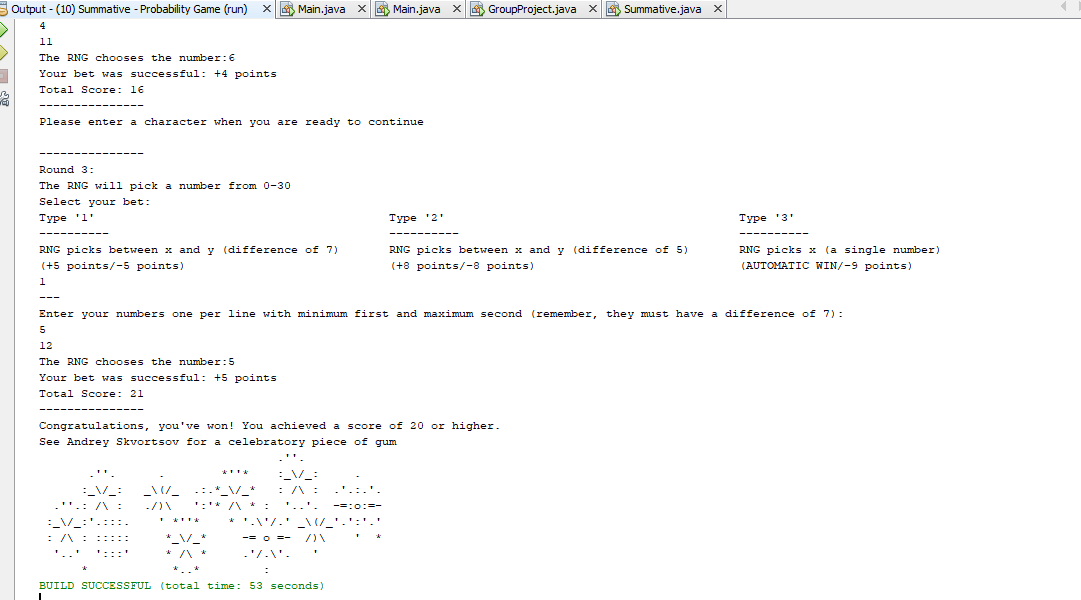 Output - (10) Summative - Probability Game (run) Main.java Main.java GroupProject.java Summative.java
4
11
The RNG chooses the number:6
Your bet was successful: +4 points
Total Score: 16
---------------
Please enter a character when you are ready to continue
---------------
Round 3:
The RNG will pick a number from 0-30
Select your bet:
Type '1' Type '2' Type '3'
---------- ---------- ----------
RNG picks between x and y (difference of 7) RNG picks between x and y (difference of 5) RNG picks x (a single number)
(+5 points/-5 points) (+8 points/-8 points) (AUTOMATIC WIN/-9 points)
1
---
Enter your numbers one per line with minimum first and maximum second (remember, they must have a difference of 7):
5
12
The RNG chooses the number:5
Your bet was successful: +5 points
Total Score: 21
---------------
Congratulations, you've won! You achieved a score of 20 or higher.
See Andrey Skvortsov for a celebratory piece of gum
                                  .''.
       .''.      .        *''*    :_\/_:     .
      :_\/_:   _\(/_  .:.*_\/_*   : /\ :  .'.:.'.
  .''.: /\ :   ./)\   ':'* /\ * :  '..'.  -=:o:=-
 :_\/_:'.:::.    ' *''*    * '.\'/.' _\(/_'.':'.'
 : /\ : :::::     *_\/_*     -= o =-  /)\    '  *
  '..'  ':::'     * /\ *     .'/.\'.   '
      *            *..*         :
BUILD SUCCESSFUL (total time: 53 seconds)